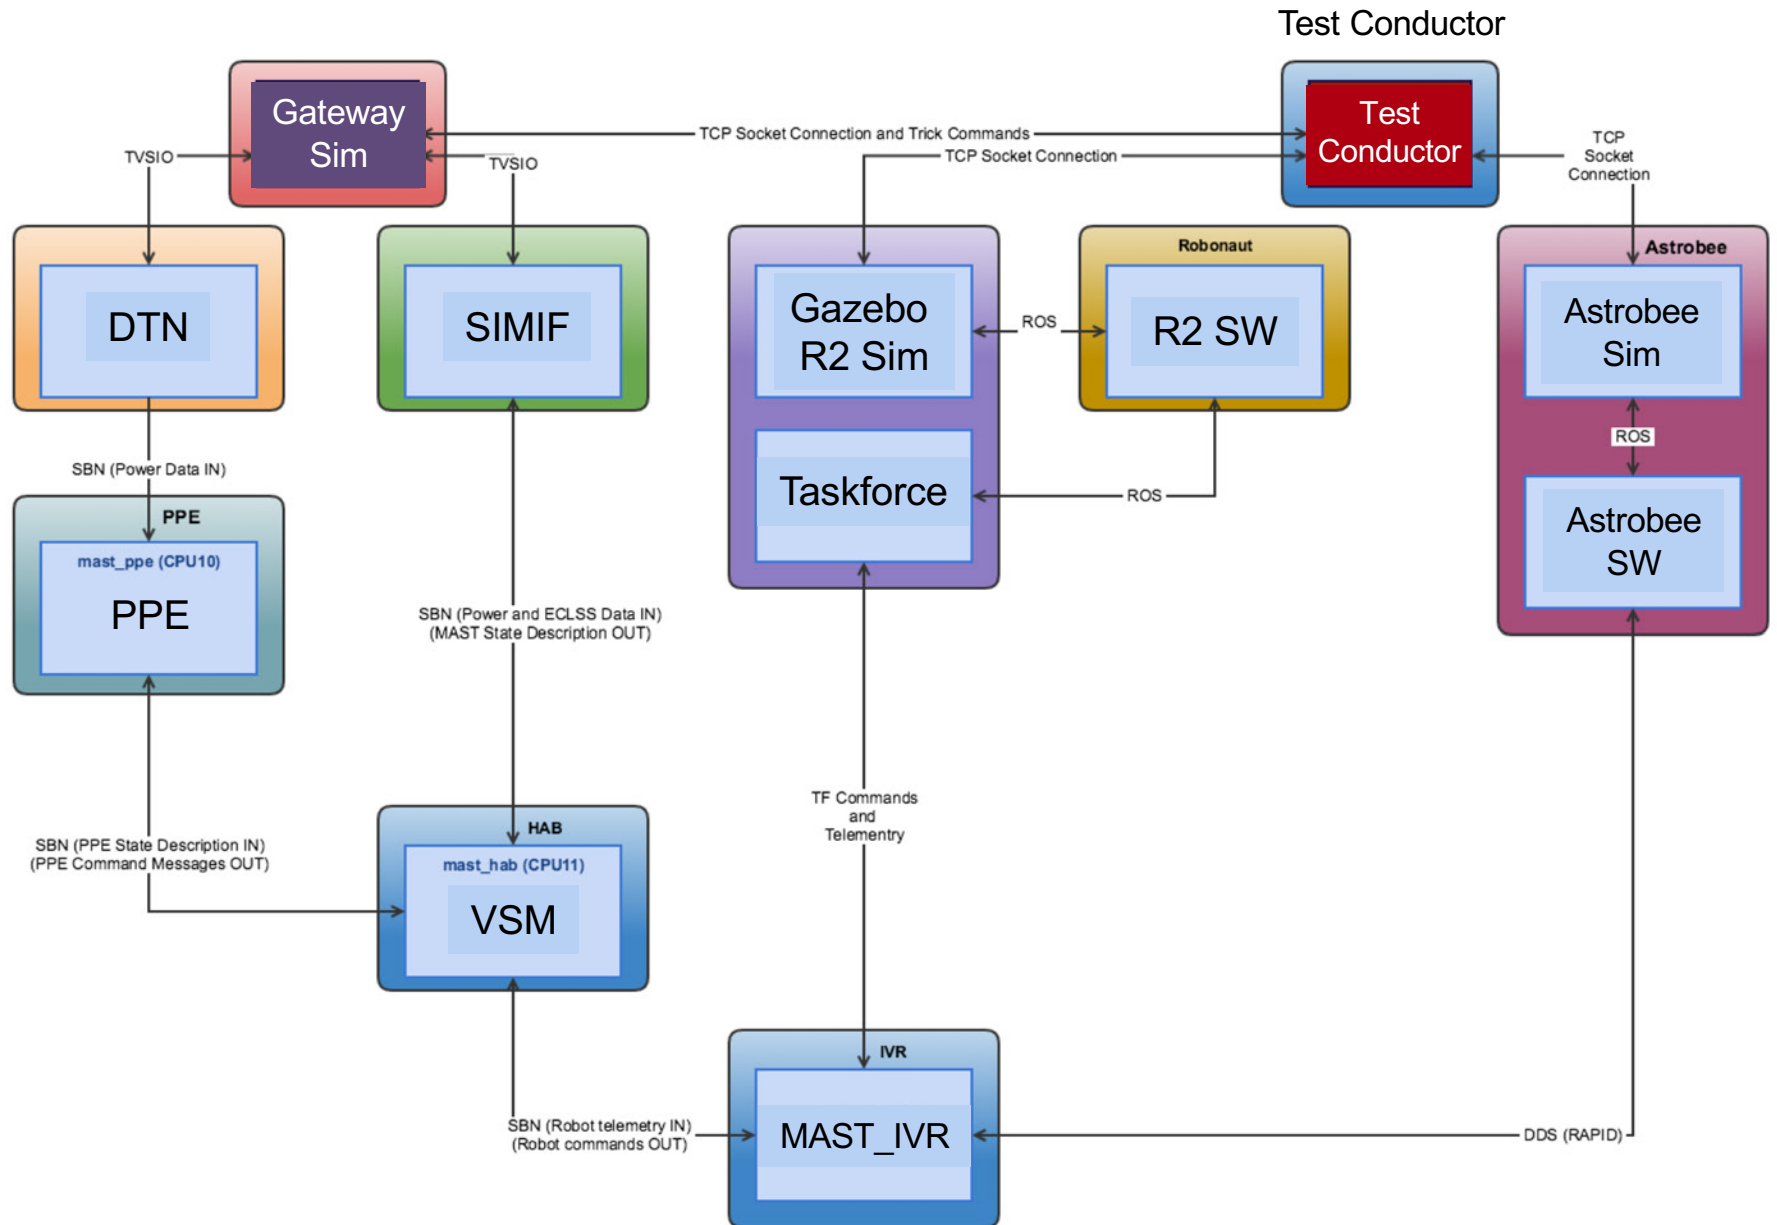 Test Conductor
Gateway
Sim
Test
Conductor
TCP Socket Connection and Trick Commands
TCP Socket Connection
TCP
Socket
Connection
TVSIO
TVSIO
DTN
SIMIF
Gazebo
R2 Sim
ROS
Robonaut
R2 SW
Astrobee
Astrobee
Sim
ROS
Astrobee
SW
Taskforce
ROS
SBN (Power Data IN)
PPE
mast_ppe (CPU10)
PPE
SBN (Power and ECLSS Data IN)
(MAST State Description OUT)
TF Commands
and
Telementry
SBN (PPE State Description IN)
(PPE Command Messages OUT)
HAB
mast_hab (CPU11)
VSM
IVR
MAST_IVR
SBN (Robot telemetry IN)
(Robot commands OUT)
DDS (RAPID)